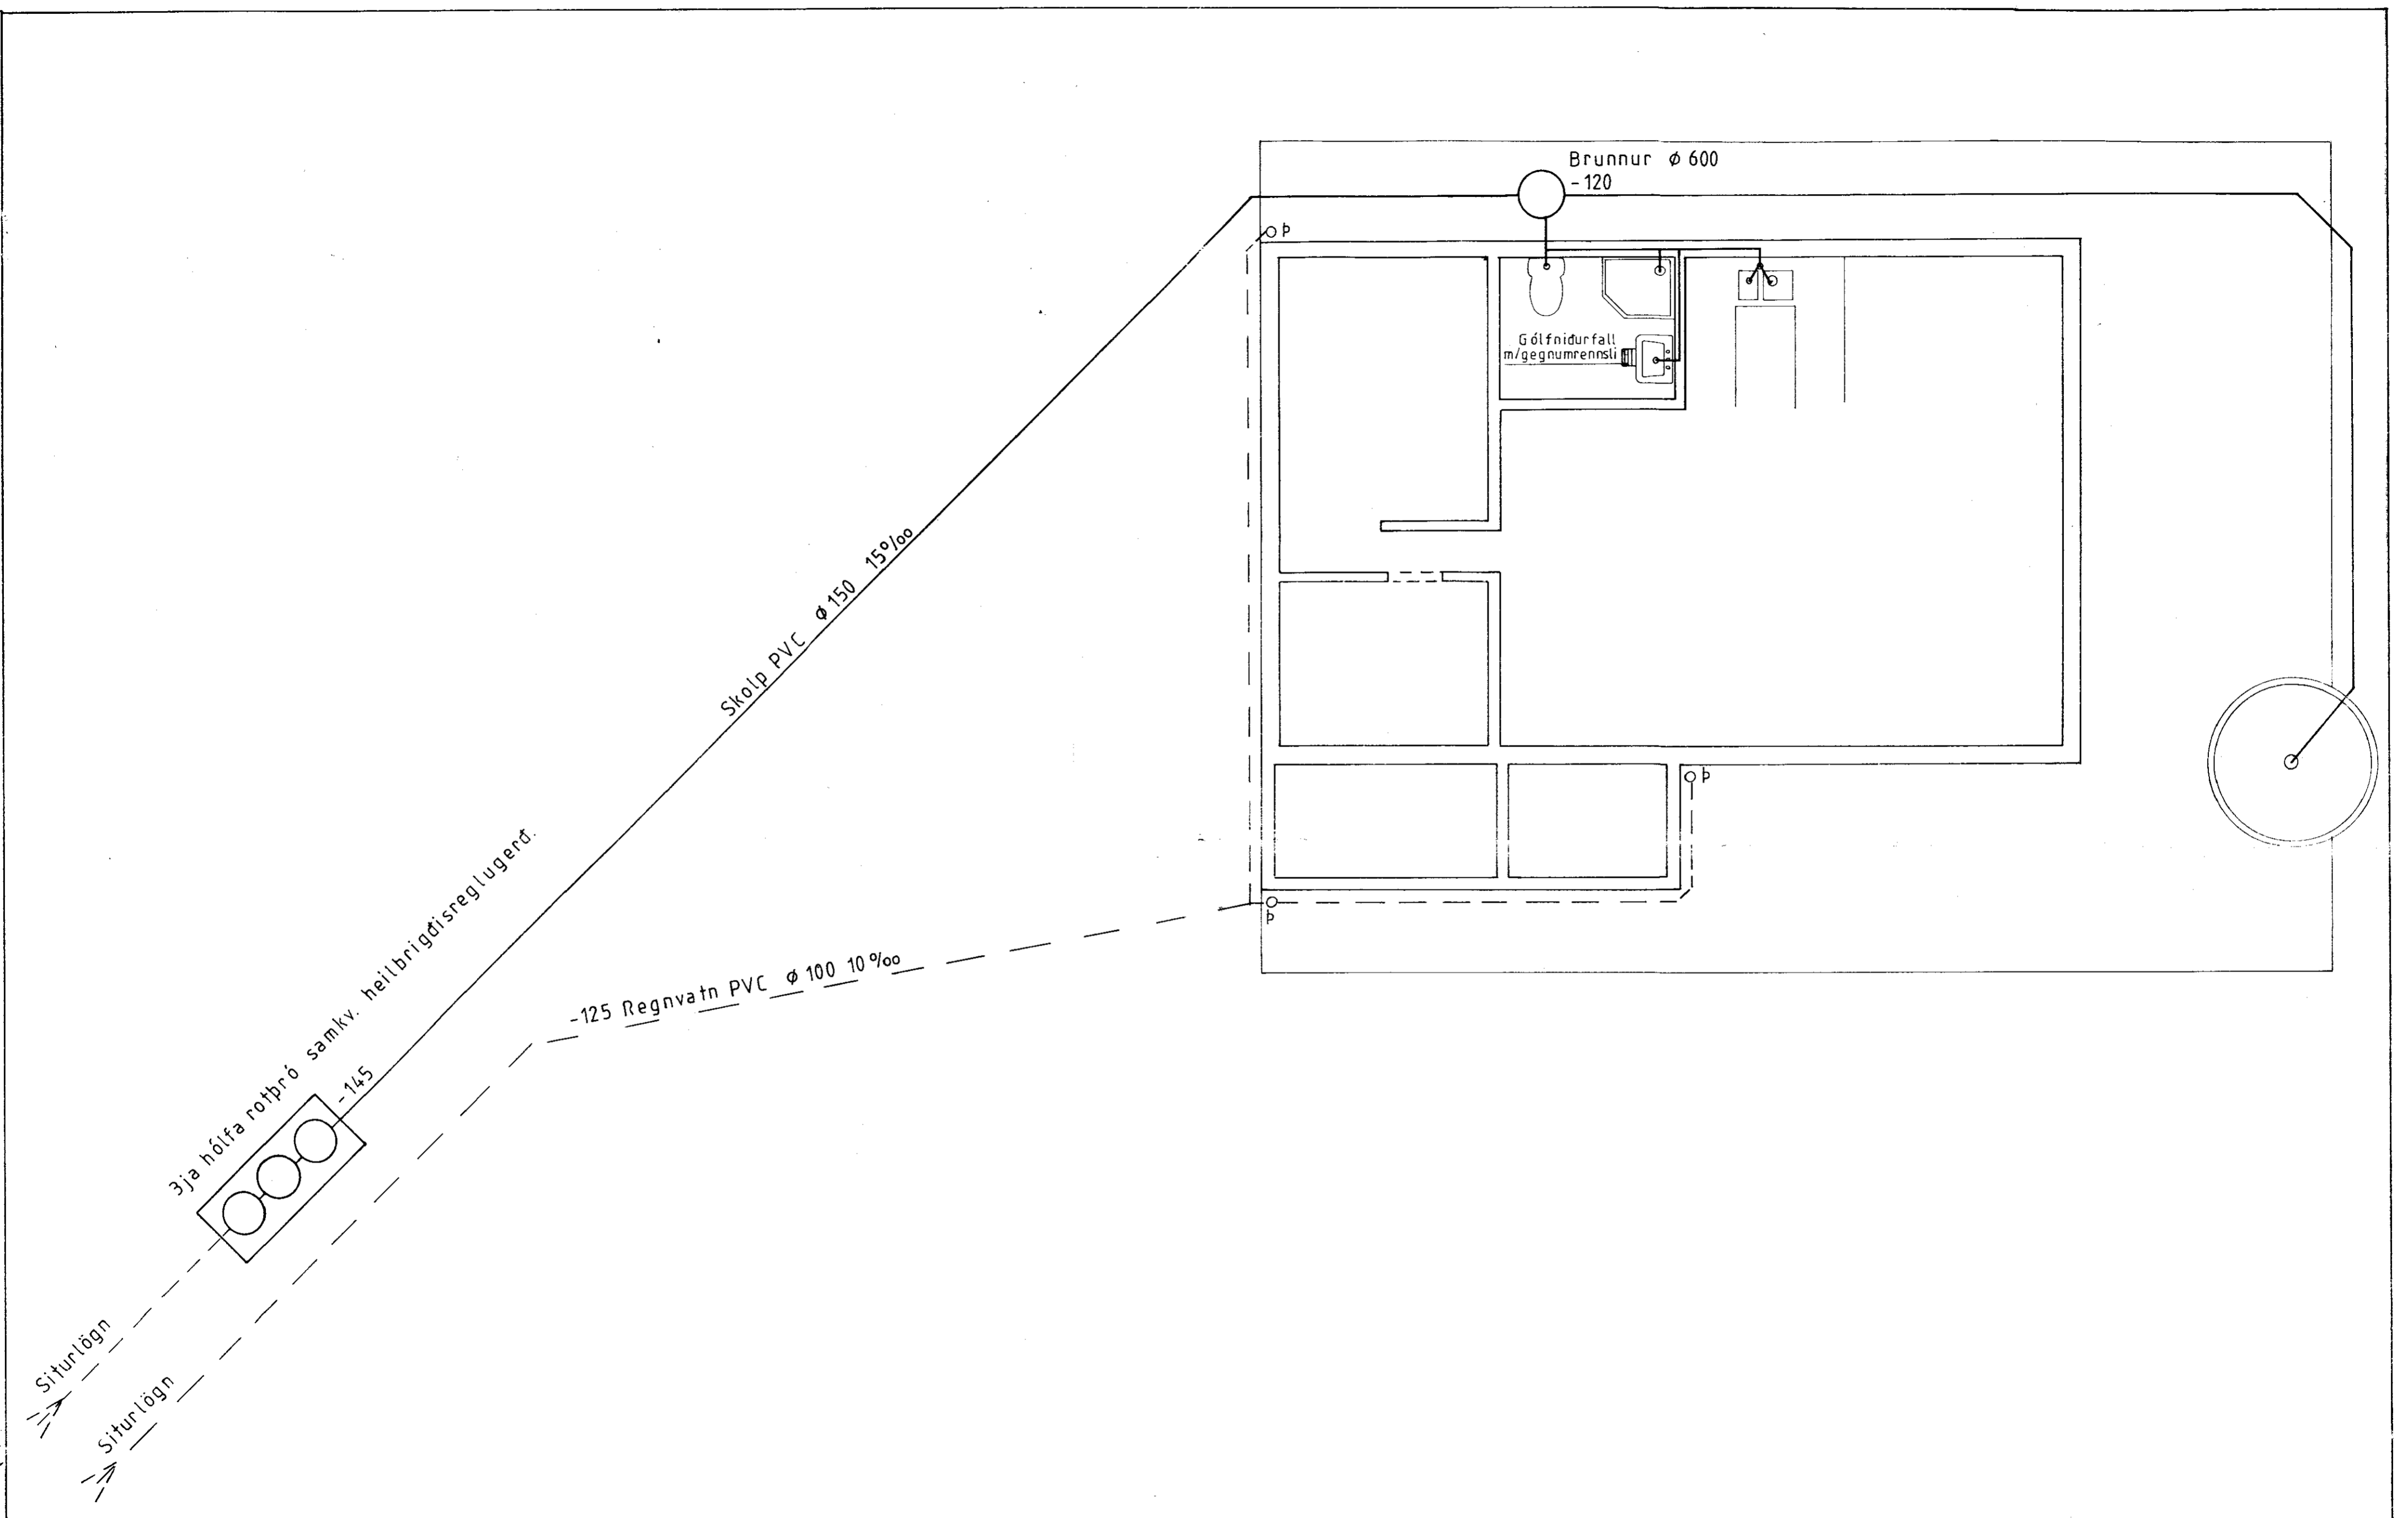 Brunnur ø 600
-120
þ
Gólfniðurfall
m/gegnumrennsli
Skolp PVC ø 150 15‰
þ
þ
-125 Regnvatn PVC ø 100 10‰
3ja hólfa rotþró samkv. heilbrigðisreglugerð.
-145
Siturlögn
Siturlögn